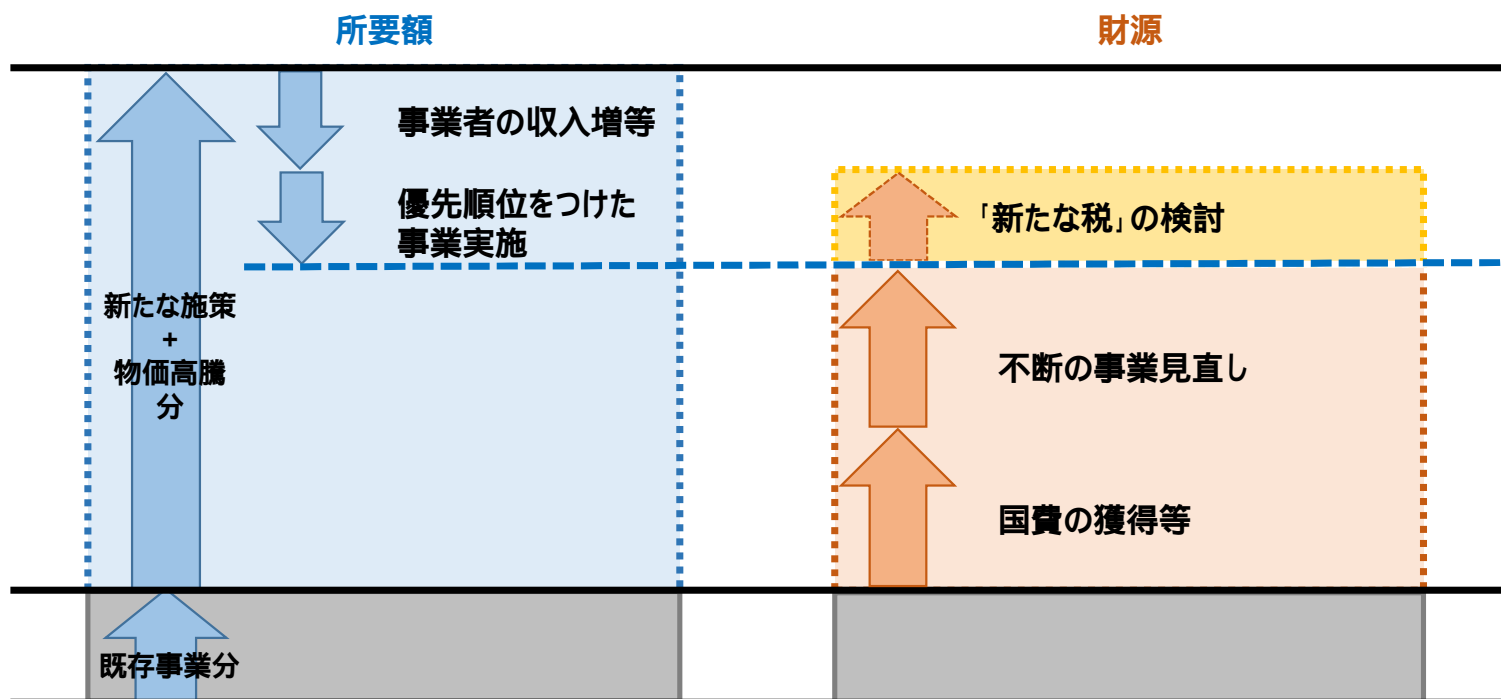 所要額
財源
事業者の収入増等
優先順位をつけた
事業実施
「新たな税」の検討
新たな施策
+
物価高騰
分
不断の事業見直し
国費の獲得等
既存事業分